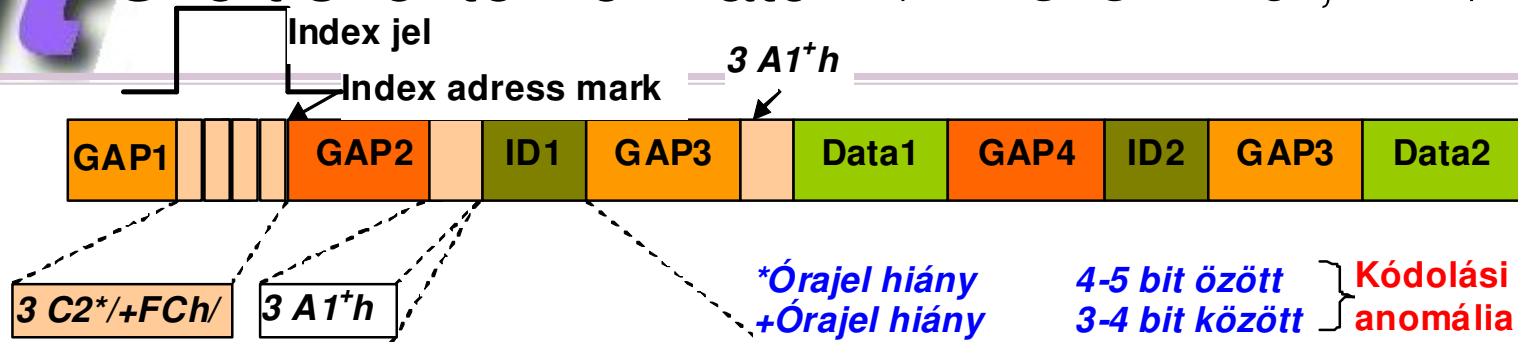 Index jel
3 A1⁺h
Index adress mark
GAP1 GAP2 ID1 GAP3 Data1 GAP4 ID2 GAP3 Data2
3 C2*/+FCh/ 3 A1⁺h
*Órajel hiány 4-5 bit özött
+Órajel hiány 3-4 bit között
Kódolási
anomália